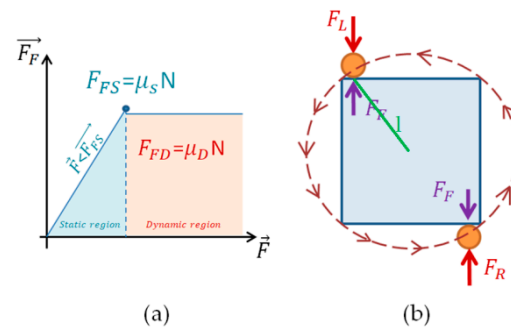 F_F
F_FS=μ_s N
F<F_FS
F_FD=μ_D N
Static region
Dynamic region
F
(a)
F_L
F_F
l
F_F
F_R
(b)